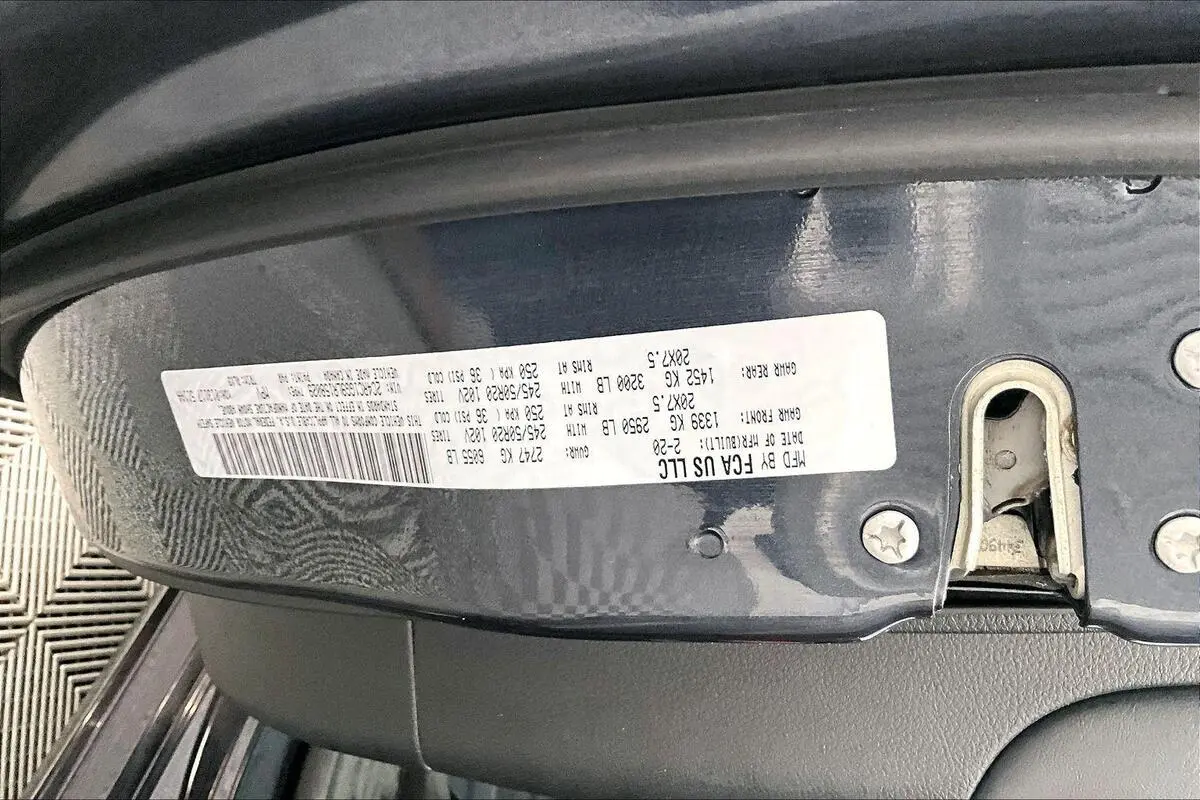 MFD BY FCA US LLC
DATE OF MFR(BUILT): 2-20
GVWR: 2747 KG 6055 LB
GAWR FRONT: 1339 KG 2950 LB WITH 245/50R20 102V TIRES
20X7.5 RIMS AT 250 KPA ( 36 PSI) COLD
GAWR REAR: 1452 KG 3200 LB WITH 245/50R20 102V TIRES
20X7.5 RIMS AT 250 KPA ( 36 PSI) COLD
THIS VEHICLE CONFORMS TO ALL APPLICABLE U.S.A. FEDERAL MOTOR VEHICLE SAFETY
STANDARDS IN EFFECT ON THE DATE OF MANUFACTURE SHOWN ABOVE.
VIN:
VEHICLE MADE IN CANADA